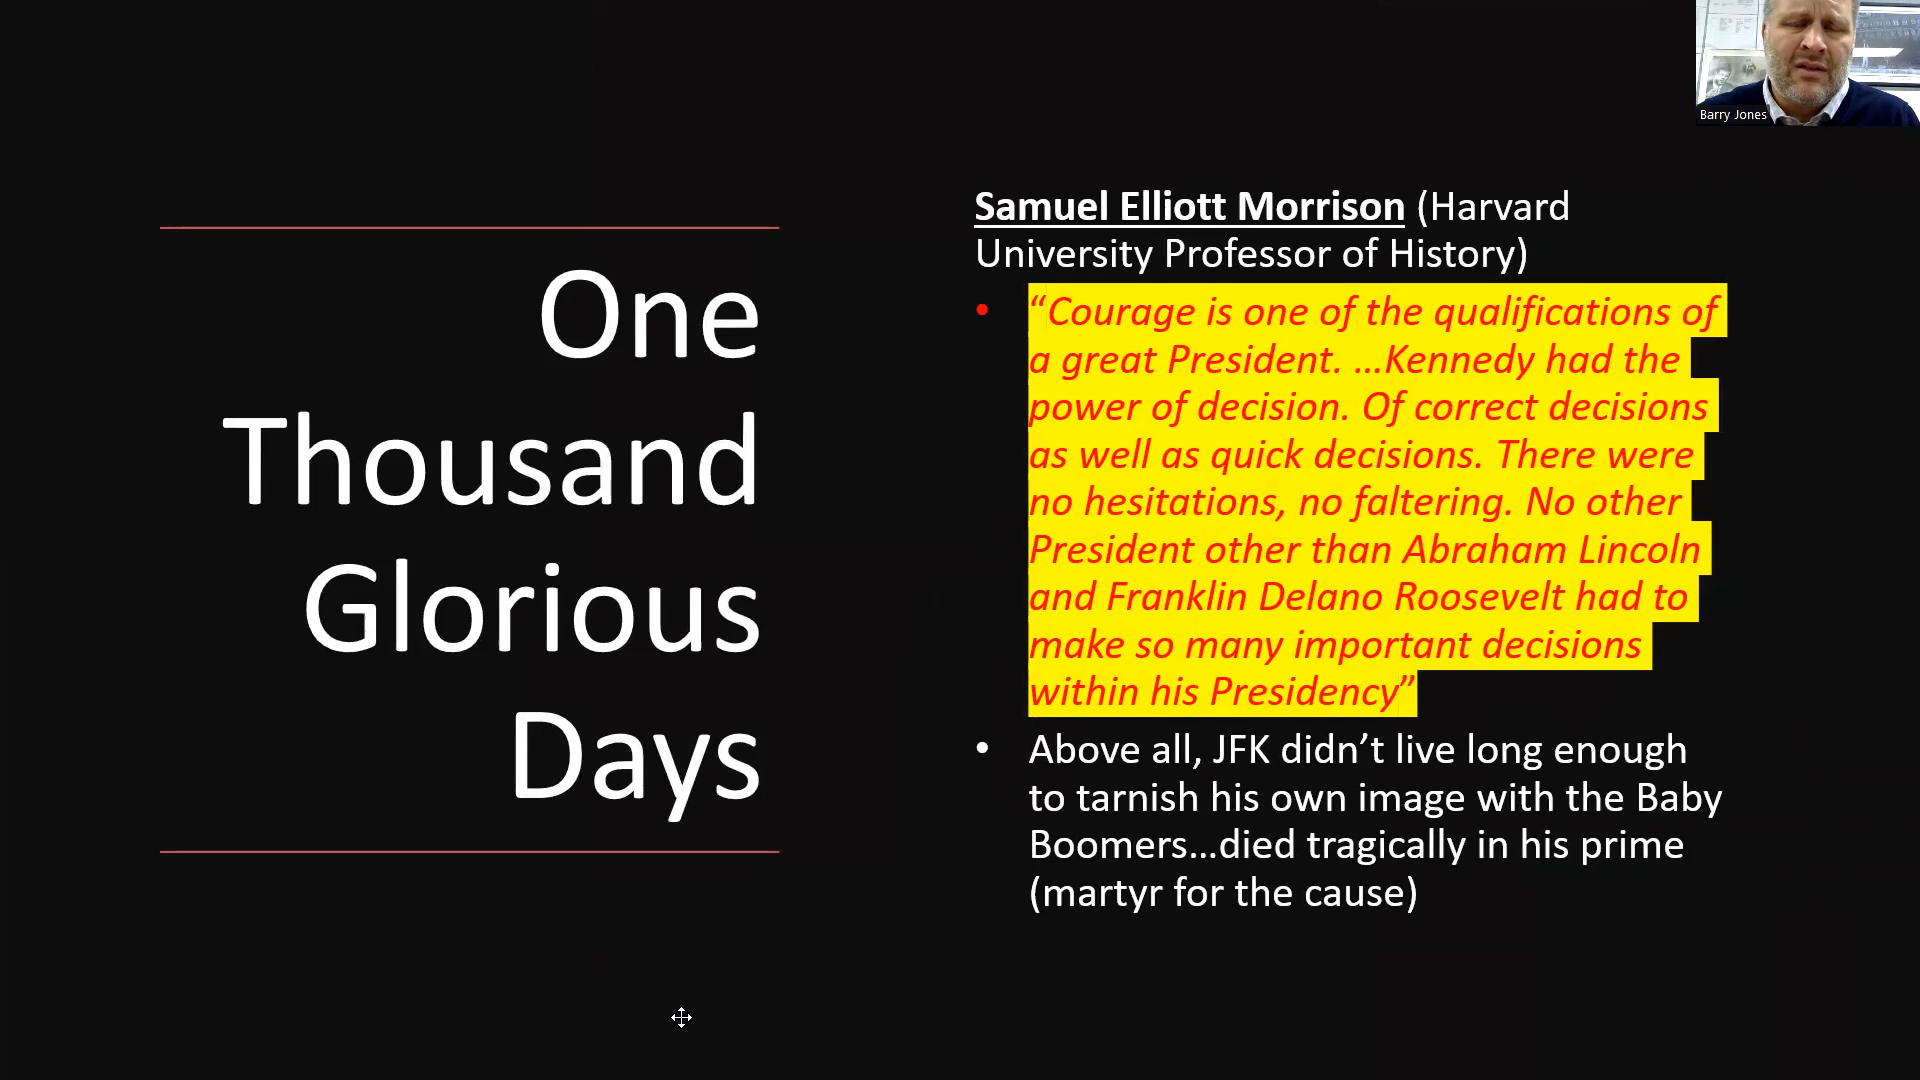 Barry Jones
One
Thousand
Glorious
Days
Samuel Elliott Morrison (Harvard
University Professor of History)
• “Courage is one of the qualifications of
a great President. …Kennedy had the
power of decision. Of correct decisions
as well as quick decisions. There were
no hesitations, no faltering. No other
President other than Abraham Lincoln
and Franklin Delano Roosevelt had to
make so many important decisions
within his Presidency”
• Above all, JFK didn’t live long enough
to tarnish his own image with the Baby
Boomers…died tragically in his prime
(martyr for the cause)